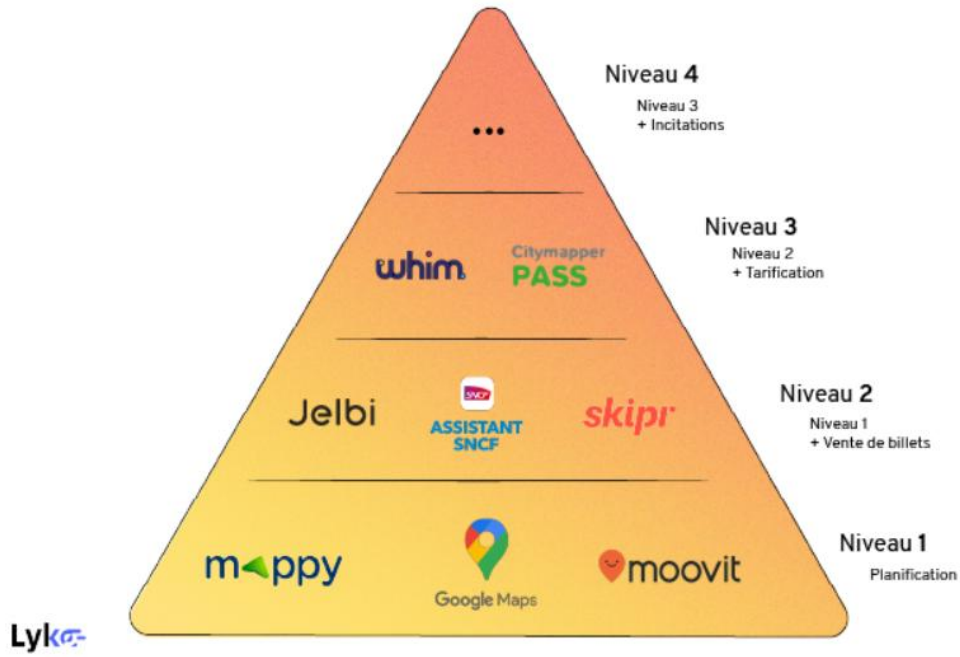 Niveau 4
Niveau 3
+ Incitations
...
Niveau 3
Niveau 2
+ Tarification
whim
Citymapper
PASS
Niveau 2
Niveau 1
+ Vente de billets
Jelbi
SNCF
ASSISTANT
SNCF
skipr
Niveau 1
Planification
mappy
Google Maps
moovit
Lyko